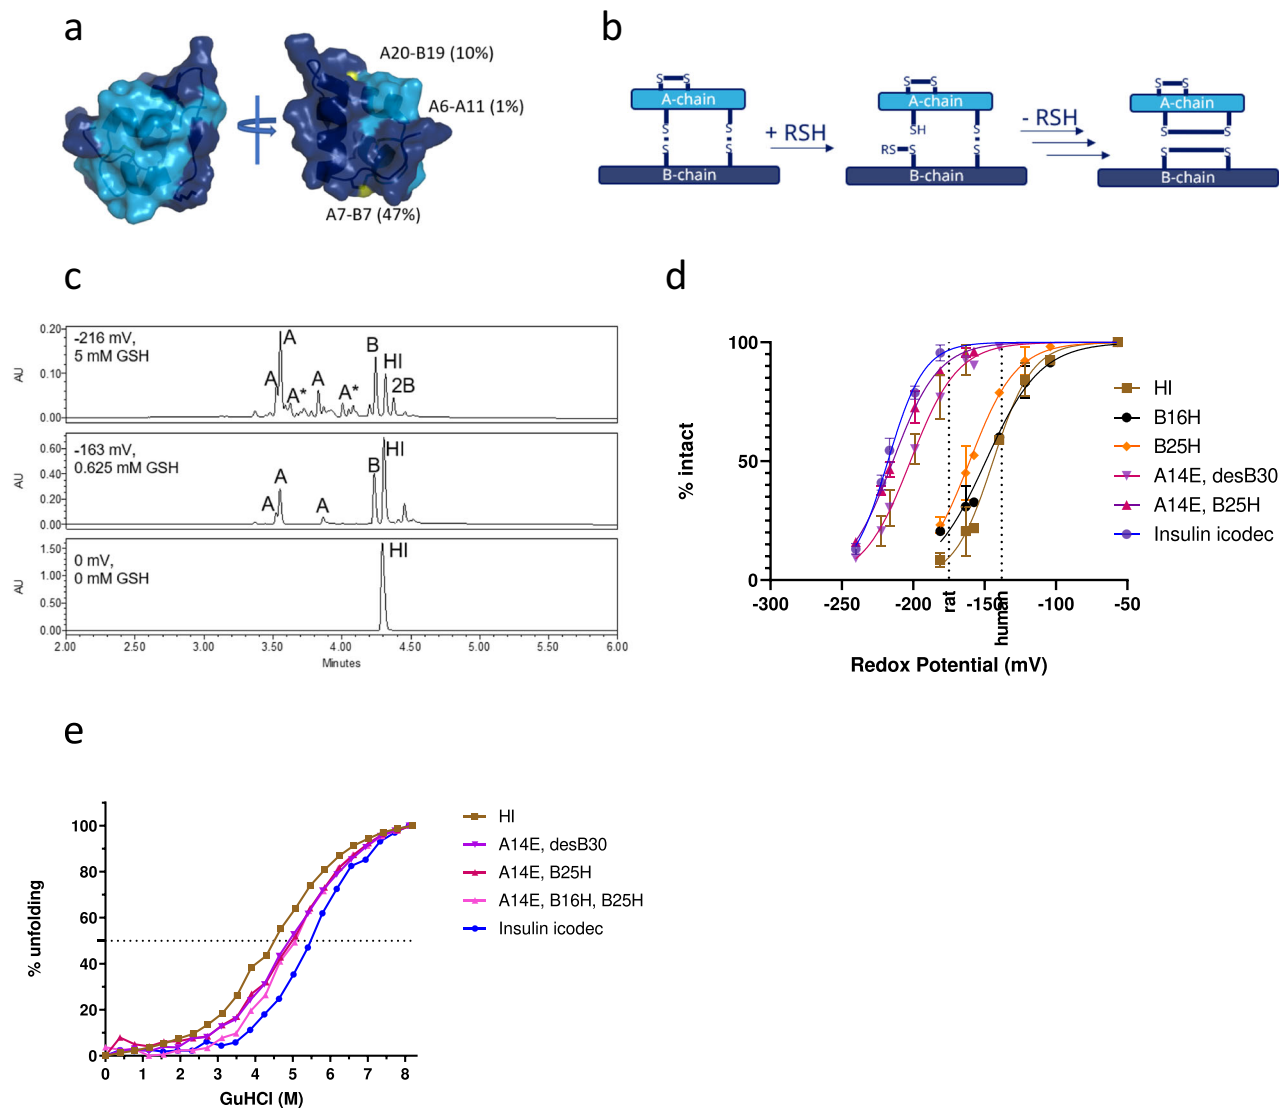 a
A20-B19 (10%)
A6-A11 (1%)
A7-B7 (47%)
b
S S
A-chain
S S
S S
B-chain
+ RSH
S S
A-chain
SH S
RS S S
B-chain
- RSH
S S
A-chain
S S
S S
B-chain
c
-216 mV,
5 mM GSH
A A A* A A* B HI 2B
0.20
0.10
0.00
AU
-163 mV,
0.625 mM GSH
A A A B HI
0.60
0.40
0.20
0.00
AU
0 mV,
0 mM GSH
HI
1.50
1.00
0.50
0.00
AU
2.00 2.50 3.00 3.50 4.00 4.50 5.00 5.50 6.00
Minutes
d
% intact
100
50
0
-300 -250 -200 -150 -100 -50
rat
human
Redox Potential (mV)
HI
B16H
B25H
A14E, desB30
A14E, B25H
Insulin icodec
e
% unfolding
100
80
60
40
20
0
0 1 2 3 4 5 6 7 8
GuHCl (M)
HI
A14E, desB30
A14E, B25H
A14E, B16H, B25H
Insulin icodec